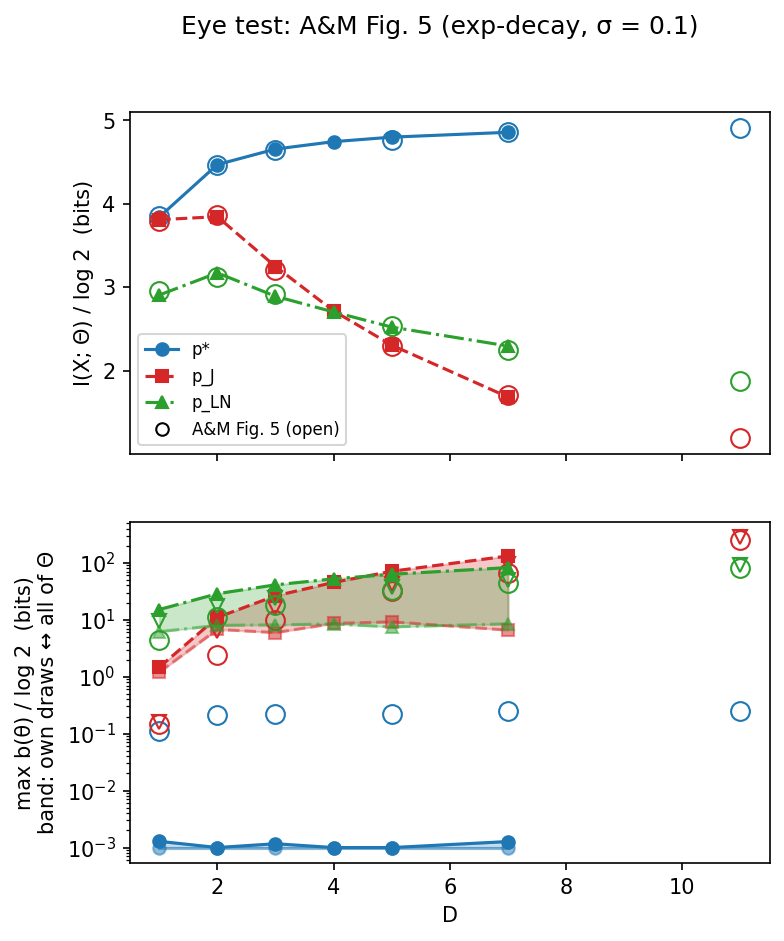 Eye test: A&M Fig. 5 (exp-decay, σ = 0.1)
I(X; Θ) / log 2 (bits)
5
4
3
2
p*
p_J
p_LN
A&M Fig. 5 (open)
max b(θ) / log 2 (bits)
band: own draws ↔ all of Θ
10²
10¹
10⁰
10⁻¹
10⁻²
10⁻³
2 4 6 8 10
D